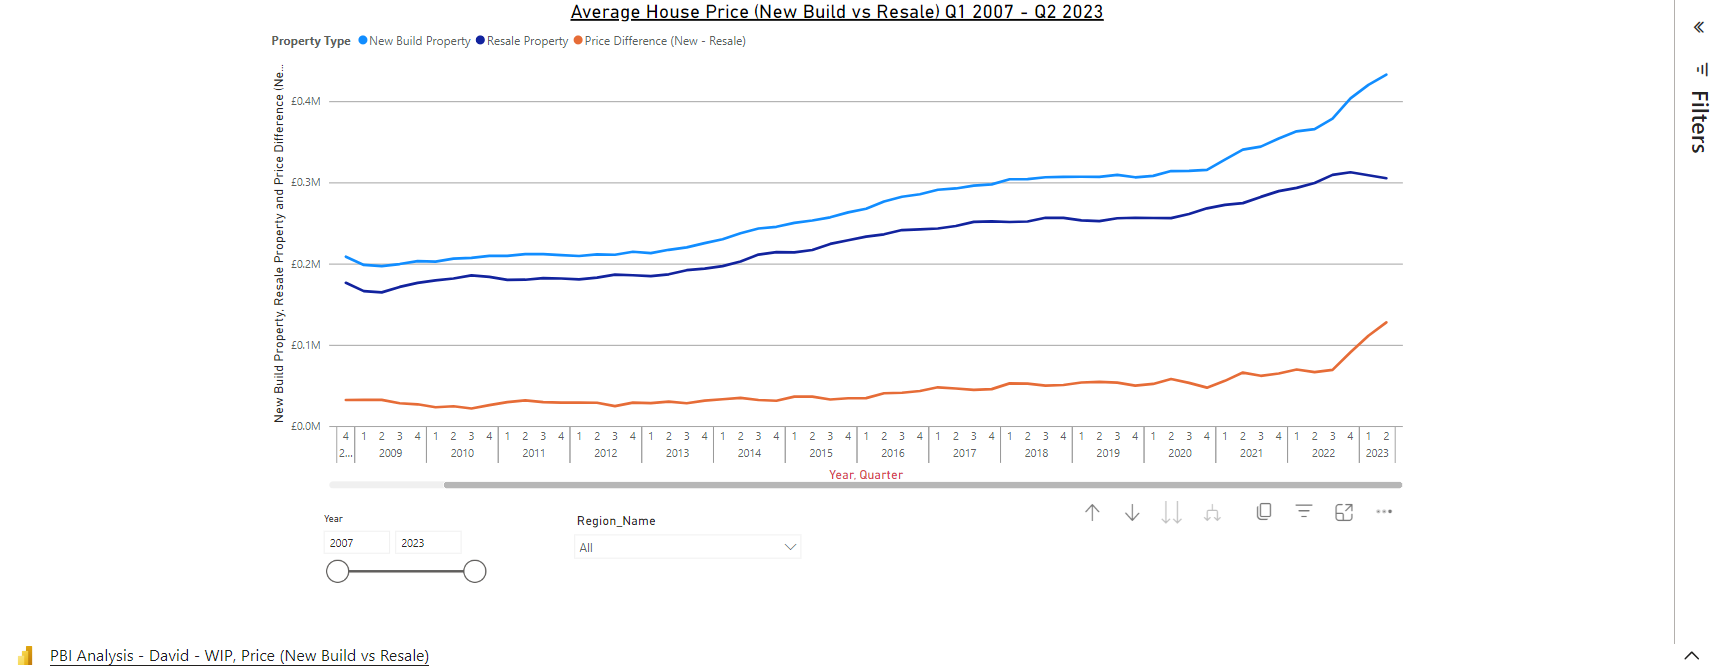 Average House Price (New Build vs Resale) Q1 2007 - Q2 2023
Property Type New Build Property Resale Property Price Difference (New - Resale)
New Build Property, Resale Property and Price Difference (Ne...
£0.4M
£0.3M
£0.2M
£0.1M
£0.0M
4 1 2 3 4 1 2 3 4 1 2 3 4 1 2 3 4 1 2 3 4 1 2 3 4 1 2 3 4 1 2 3 4 1 2 3 4 1 2 3 4 1 2 3 4 1 2 3 4 1 2 3 4 1 2 3 4 1 2
2... 2009 2010 2011 2012 2013 2014 2015 2016 2017 2018 2019 2020 2021 2022 2023
Year, Quarter
Year
2007 2023
Region_Name
All
Filters
PBI Analysis - David - WIP, Price (New Build vs Resale)